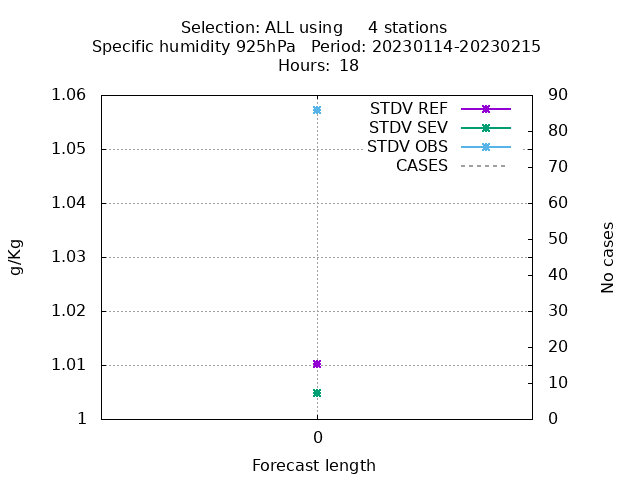 Selection: ALL using     4 stations
Specific humidity 925hPa   Period: 20230114-20230215
Hours: 18
1.06
1.05
1.04
1.03
1.02
1.01
1
g/Kg
STDV REF
STDV SEV
STDV OBS
CASES
90
80
70
60
50
40
30
20
10
0
No cases
0
Forecast length